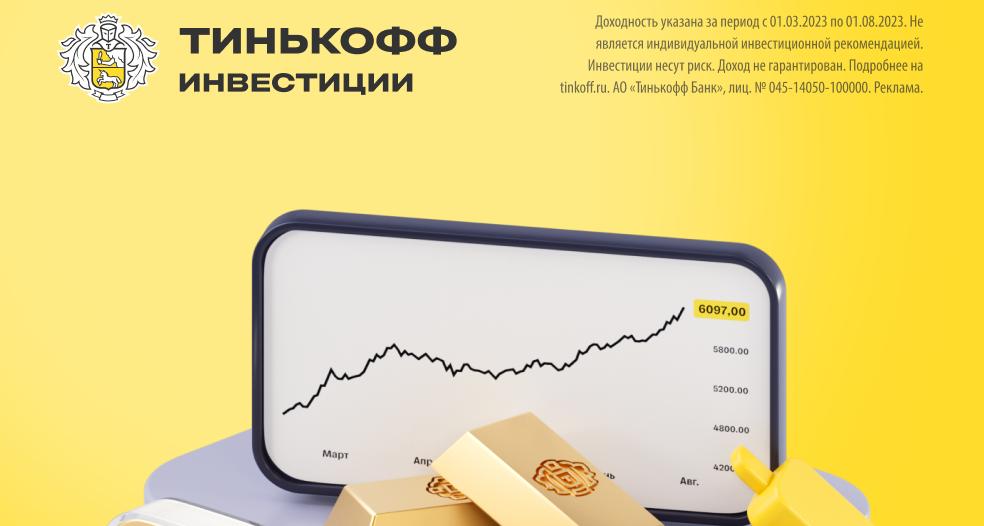 ТИНЬКОФФ
ИНВЕСТИЦИИ
Доходность указана за период с 01.03.2023 по 01.08.2023. Не
является индивидуальной инвестиционной рекомендацией.
Инвестиции несут риск. Доход не гарантирован. Подробнее на
tinkoff.ru. АО «Тинькофф Банк», лиц. № 045-14050-100000. Реклама.
6097,00
5800.00
5200.00
4800.00
Март
Авг.